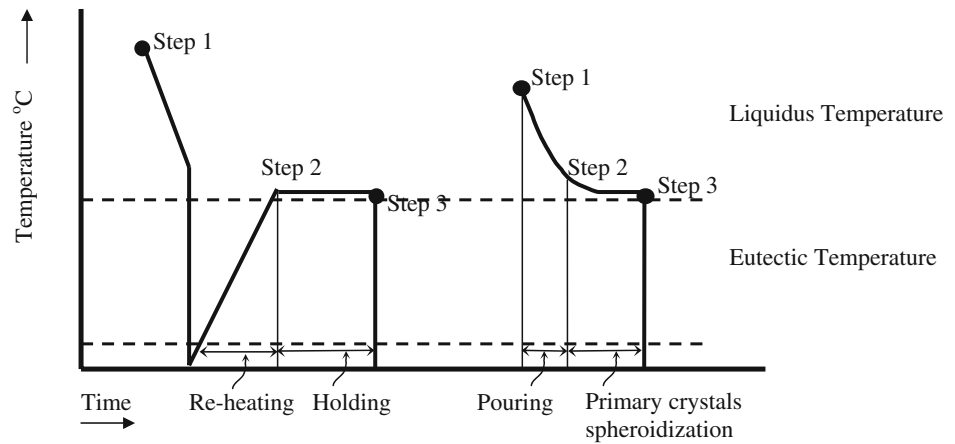 Temperature °C
Step 1
Step 1
Liquidus Temperature
Step 2
Step 2
Step 3
Step 3
Eutectic Temperature
Time
Re-heating
Holding
Pouring
Primary crystals
spheroidization